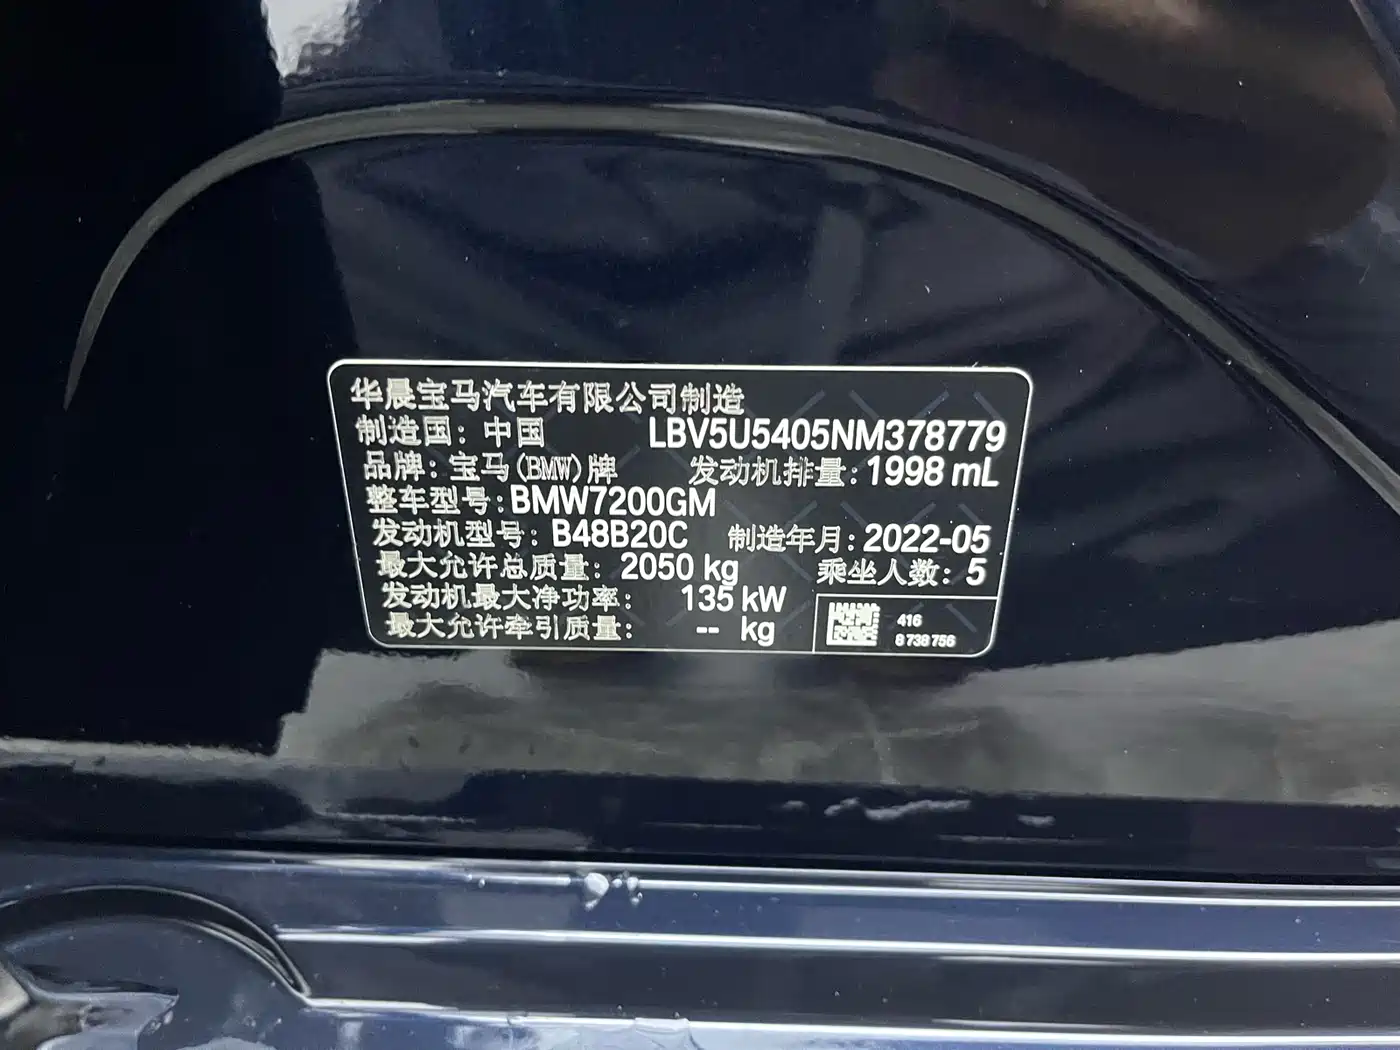 华晨宝马汽车有限公司制造
制造国：中国 LBV5U5405NM378779
品牌：宝马(BMW)牌 发动机排量：1998 mL
整车型号：BMW7200GM
发动机型号：B48B20C 制造年月：2022-05
最大允许总质量：2050 kg 乘坐人数：5
发动机最大净功率：135 kW
最大允许牵引质量：-- kg
416
8 738 756